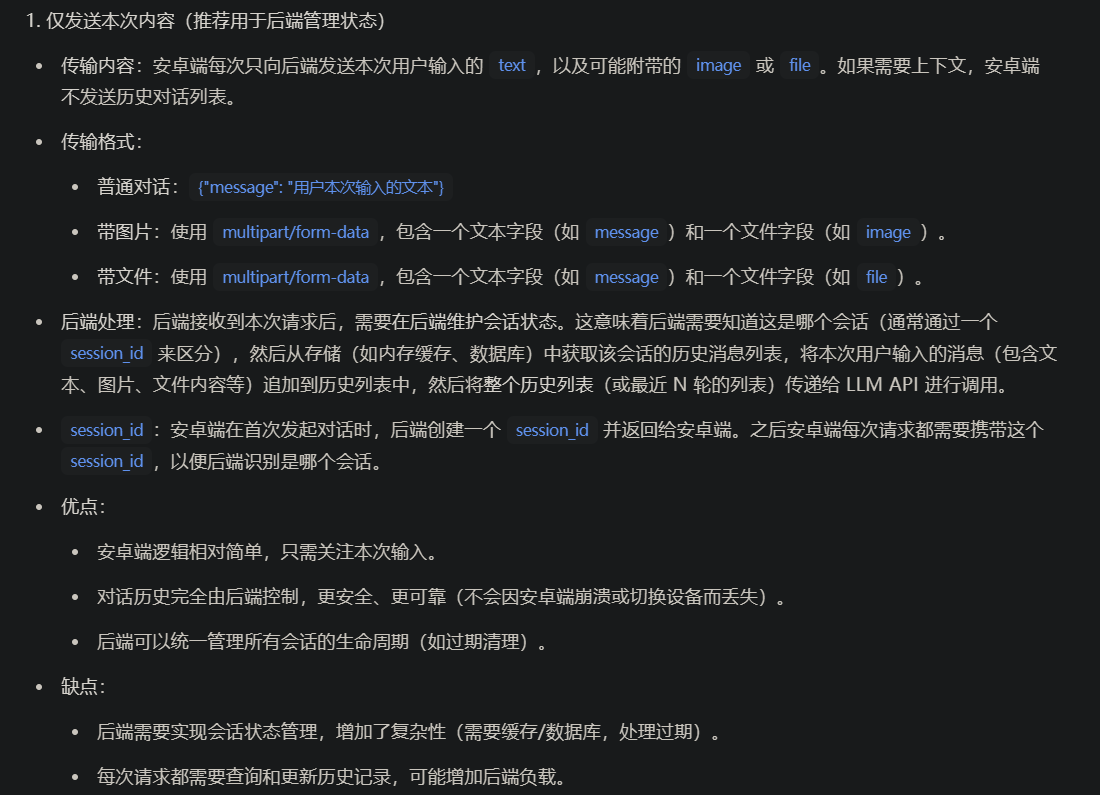 1. 仅发送本次内容（推荐用于后端管理状态）
• 传输内容：安卓端每次只向后端发送本次用户输入的 text ，以及可能附带的 image 或 file 。如果需要上下文，安卓端
不发送历史对话列表。
• 传输格式：
• 普通对话： {"message": "用户本次输入的文本"}
• 带图片：使用 multipart/form-data ，包含一个文本字段（如 message ）和一个文件字段（如 image ）。
• 带文件：使用 multipart/form-data ，包含一个文本字段（如 message ）和一个文件字段（如 file ）。
• 后端处理：后端接收到本次请求后，需要在后端维护会话状态。这意味着后端需要知道这是哪个会话（通常通过一个
session_id 来区分），然后从存储（如内存缓存、数据库）中获取该会话的历史消息列表，将本次用户输入的消息（包含文
本、图片、文件内容等）追加到历史列表中，然后将整个历史列表（或最近 N 轮的列表）传递给 LLM API 进行调用。
• session_id ：安卓端在首次发起对话时，后端创建一个 session_id 并返回给安卓端。之后安卓端每次请求都需要携带这个
session_id ，以便后端识别是哪个会话。
• 优点：
• 安卓端逻辑相对简单，只需关注本次输入。
• 对话历史完全由后端控制，更安全、更可靠（不会因安卓端崩溃或切换设备而丢失）。
• 后端可以统一管理所有会话的生命周期（如过期清理）。
• 缺点：
• 后端需要实现会话状态管理，增加了复杂性（需要缓存/数据库，处理过期）。
• 每次请求都需要查询和更新历史记录，可能增加后端负载。